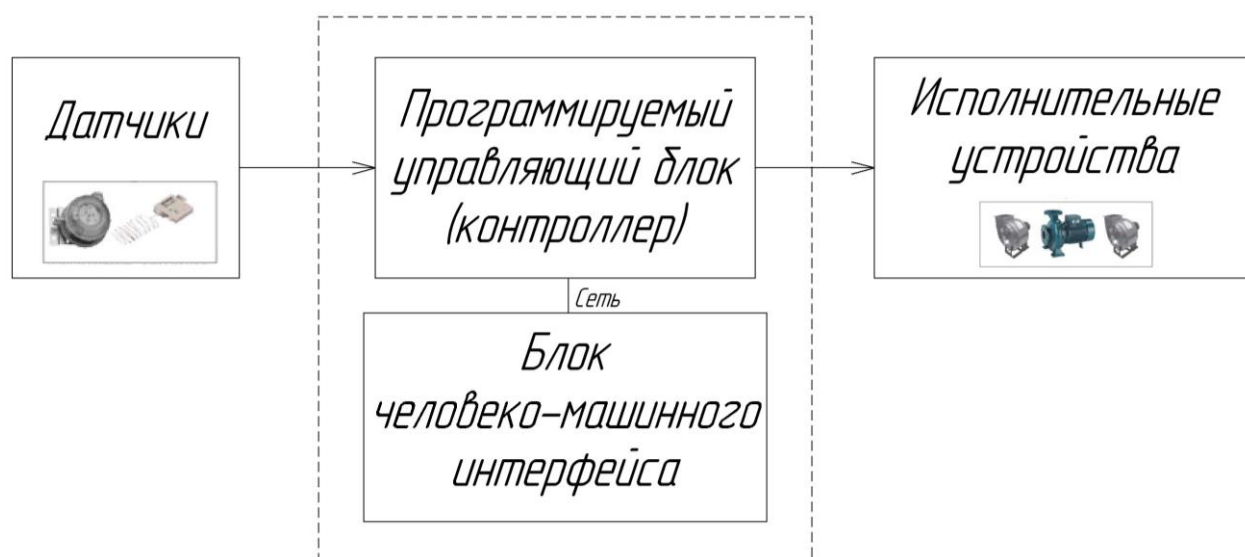 Датчики
Программируемый
управляющий блок
(контроллер)
Исполнительные
устройства
Сеть
Блок
человеко-машинного
интерфейса